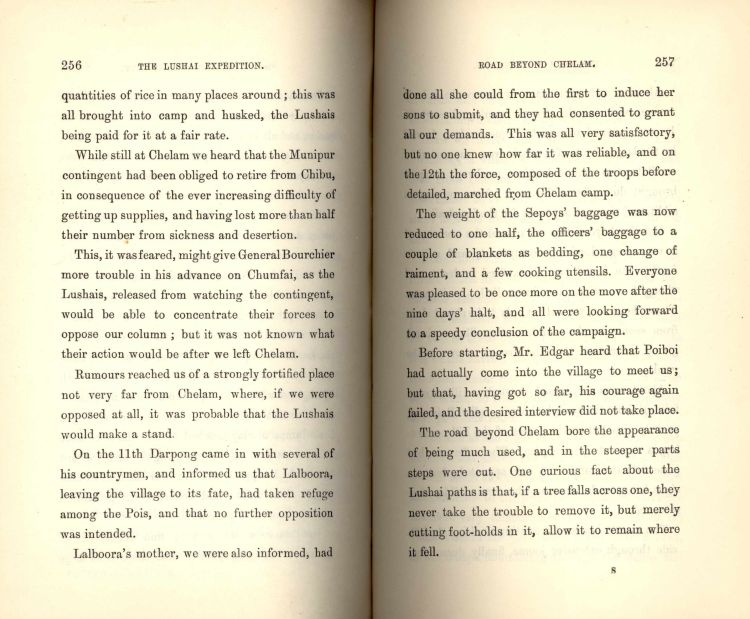 256
THE LUSHAI EXPEDITION.
quantities of rice in many places around; this was
all brought into camp and husked, the Lushais
being paid for it at a fair rate.
While still at Chelam we heard that the Munipur
contingent had been obliged to retire from Chibu,
in consequence of the ever increasing difficulty of
getting up supplies, and having lost more than half
their number from sickness and desertion.
This, it was feared, might give General Bourchier
more trouble in his advance on Chumfai, as the
Lushais, released from watching the contingent,
would be able to concentrate their forces to
oppose our column; but it was not known what
their action would be after we left Chelam.
Rumours reached us of a strongly fortified place
not very far from Chelam, where, if we were
opposed at all, it was probable that the Lushais
would make a stand.
On the 11th Darpong came in with several of
his countrymen, and informed us that Lalboora,
leaving the village to its fate, had taken refuge
among the Pois, and that no further opposition
was intended.
Lalboora's mother, we were also informed, had
ROAD BEYOND CHELAM.
257
done all she could from the first to induce her
sons to submit, and they had consented to grant
all our demands. This was all very satisfsctory,
but no one knew how far it was reliable, and on
the 12th the force, composed of the troops before
detailed, marched from Chelam camp.
The weight of the Sepoys' baggage was now
reduced to one half, the officers' baggage to a
couple of blankets as bedding, one change of
raiment, and a few cooking utensils. Everyone
was pleased to be once more on the move after the
nine days' halt, and all were looking forward
to a speedy conclusion of the campaign.
Before starting, Mr. Edgar heard that Poiboi
had actually come into the village to meet us;
but that, having got so far, his courage again
failed, and the desired interview did not take place.
The road beyond Chelam bore the appearance
of being much used, and in the steeper parts
steps were cut. One curious fact about the
Lushai paths is that, if a tree falls across one, they
never take the trouble to remove it, but merely
cutting foot-holds in it, allow it to remain where
it fell.
S